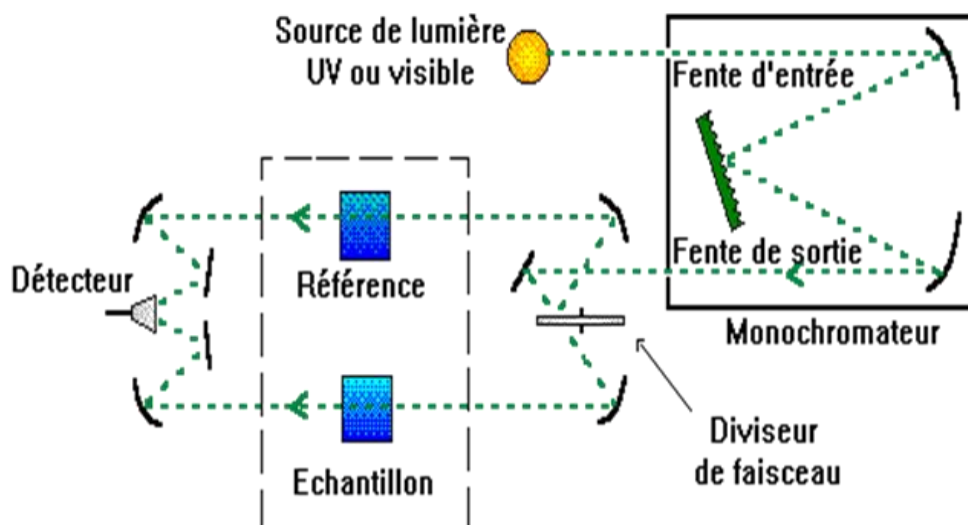 Source de lumière
UV ou visible
Fente d'entrée
Fente de sortie
Monochromateur
Détecteur
Référence
Echantillon
Diviseur
de faisceau